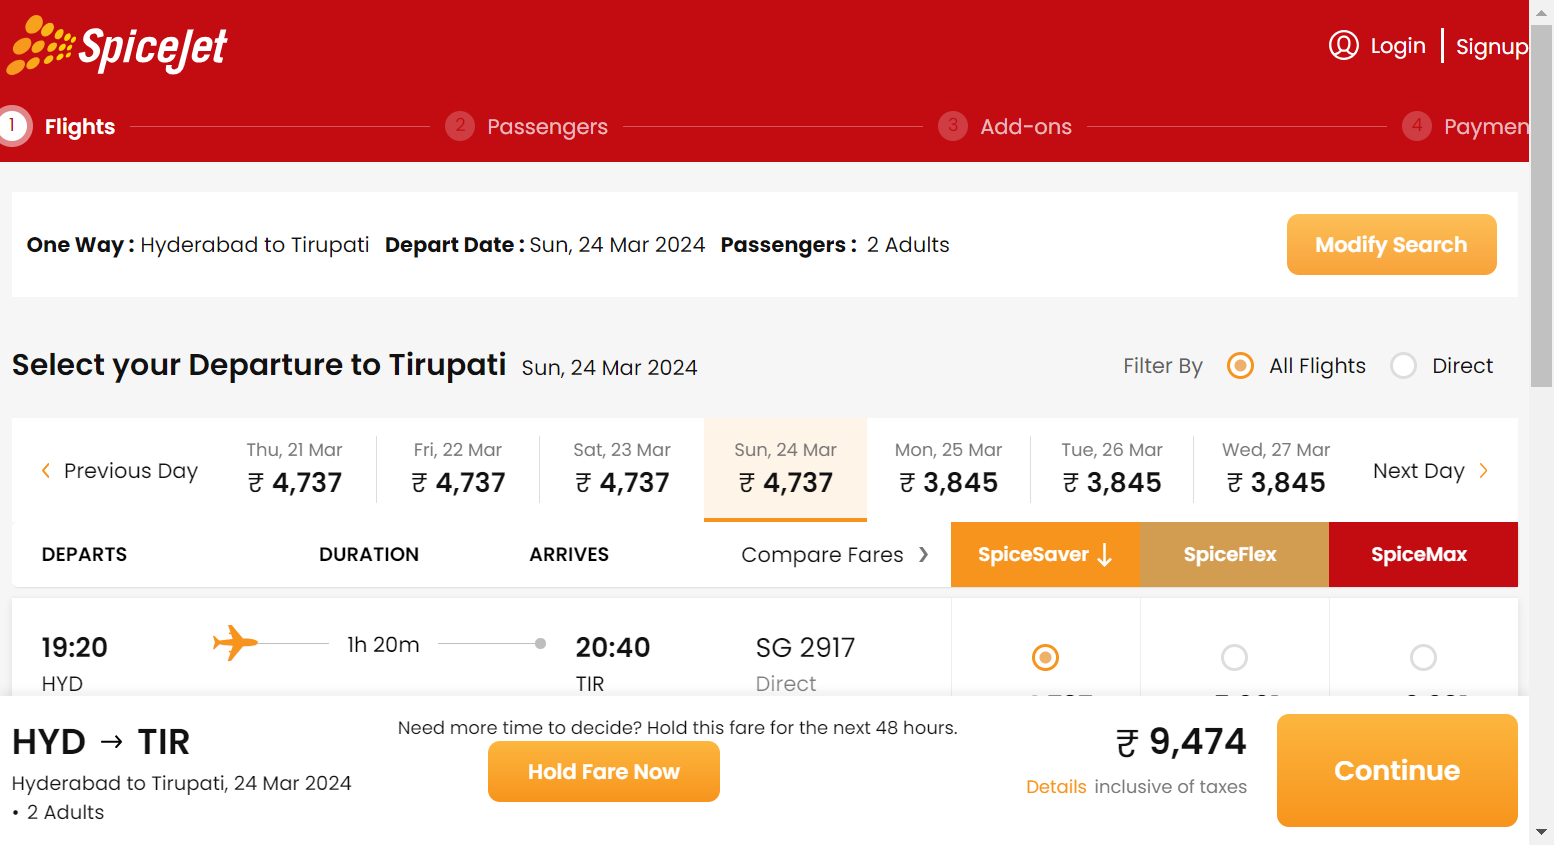 SpiceJet
Login
Signup
1 Flights
2 Passengers
3 Add-ons
4 Paymen
One Way : Hyderabad to Tirupati Depart Date : Sun, 24 Mar 2024 Passengers : 2 Adults
Modify Search
Select your Departure to Tirupati Sun, 24 Mar 2024
Filter By All Flights Direct
Previous Day
Thu, 21 Mar
₹ 4,737
Fri, 22 Mar
₹ 4,737
Sat, 23 Mar
₹ 4,737
Sun, 24 Mar
₹ 4,737
Mon, 25 Mar
₹ 3,845
Tue, 26 Mar
₹ 3,845
Wed, 27 Mar
₹ 3,845
Next Day
DEPARTS DURATION ARRIVES Compare Fares SpiceSaver SpiceFlex SpiceMax
19:20 1h 20m 20:40 SG 2917
HYD TIR Direct
HYD → TIR
Hyderabad to Tirupati, 24 Mar 2024
• 2 Adults
Need more time to decide? Hold this fare for the next 48 hours.
Hold Fare Now
₹ 9,474
Details inclusive of taxes
Continue